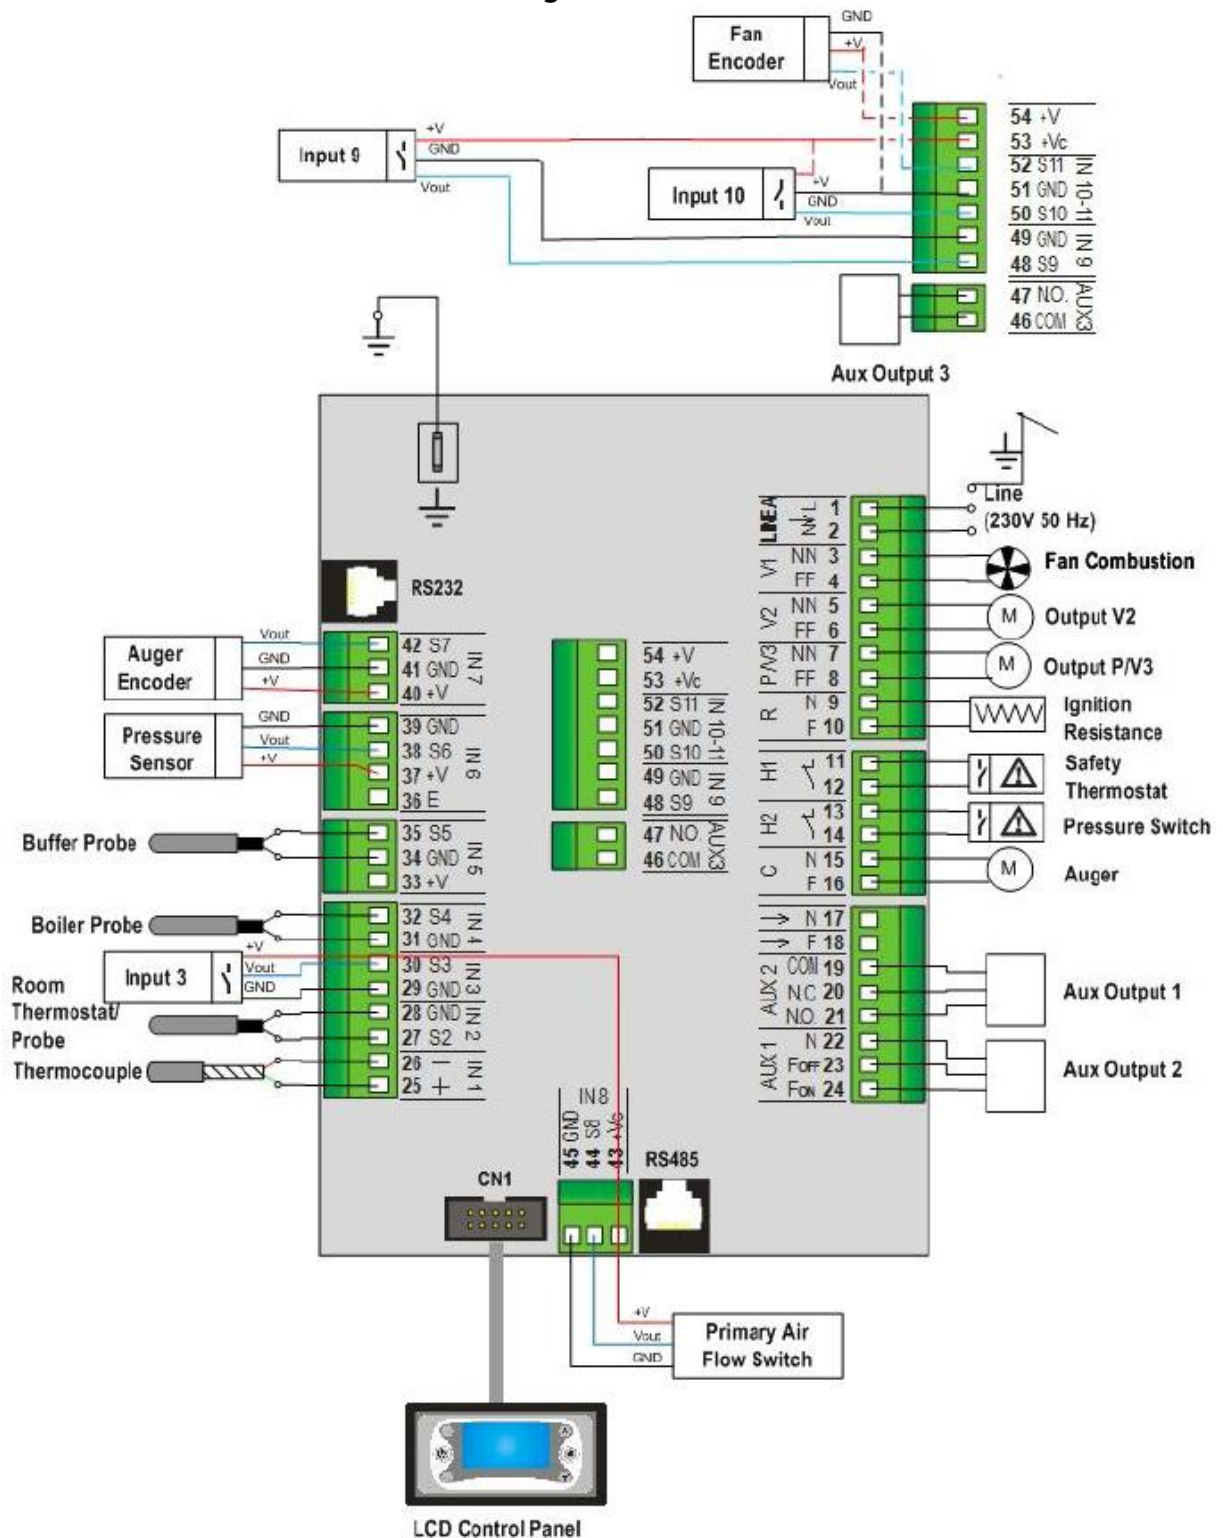 GND
Fan
Encoder
+V
Vout
54 +V
53 +Vc
52 S11
51 GND
50 S10
IN 10-11
49 GND
48 S9
IN 9
47 N.O.
46 COM
AUX3
Input 9
+V
GND
Vout
Input 10
+V
GND
Vout
Aux Output 3
RS232
LINEA
L 1
N 2
Line
(230V 50 Hz)
V1
NN 3
FF 4
Fan Combustion
V2
NN 5
FF 6
M
Output V2
P/V3
NN 7
FF 8
M
Output P/V3
R
N 9
F 10
Ignition
Resistance
H1
11
12
Safety
Thermostat
H2
13
14
Pressure Switch
C
N 15
F 16
M
Auger
N 17
F 18
AUX 2
COM 19
N.C 20
N.O. 21
Aux Output 1
AUX 1
N 22
FOFF 23
FON 24
Aux Output 2
Auger
Encoder
Vout
GND
+V
42 S7
41 GND
40 +V
IN 7
Pressure
Sensor
GND
Vout
+V
39 GND
38 S6
37 +V
36 E
IN 6
Buffer Probe
35 S5
34 GND
33 +V
IN 5
Boiler Probe
32 S4
31 GND
IN 4
Input 3
+V
Vout
GND
30 S3
29 GND
IN 3
Room
Thermostat/
Probe
28 GND
27 S2
IN 2
Thermocouple
26 −
25 +
IN 1
54 +V
53 +Vc
52 S11
51 GND
50 S10
IN 10-11
49 GND
48 S9
IN 9
47 N.O.
46 COM
AUX3
IN8
45 GND
44 S8
43 +Vc
RS485
CN1
+V
Vout
GND
Primary Air
Flow Switch
LCD Control Panel